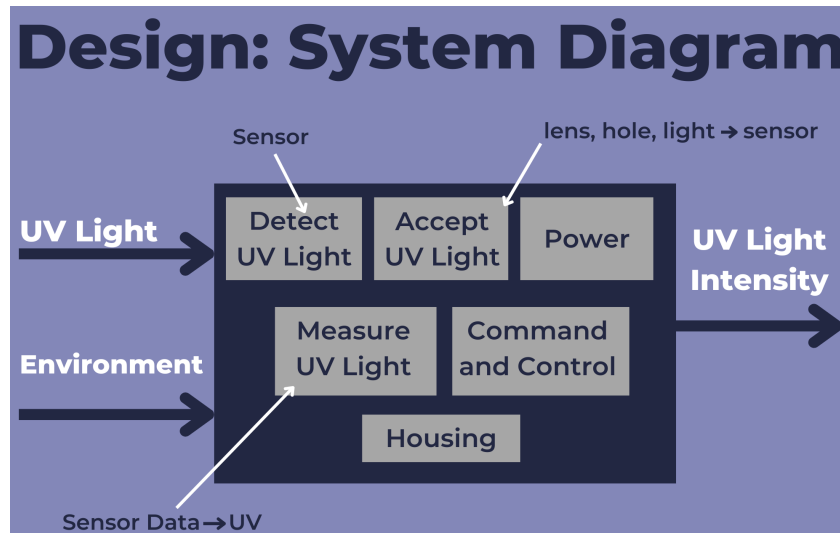 Design: System Diagram
Sensor
lens, hole, light → sensor
UV Light
Detect
UV Light
Accept
UV Light
Power
UV Light
Intensity
Environment
Measure
UV Light
Command
and Control
Housing
Sensor Data→UV